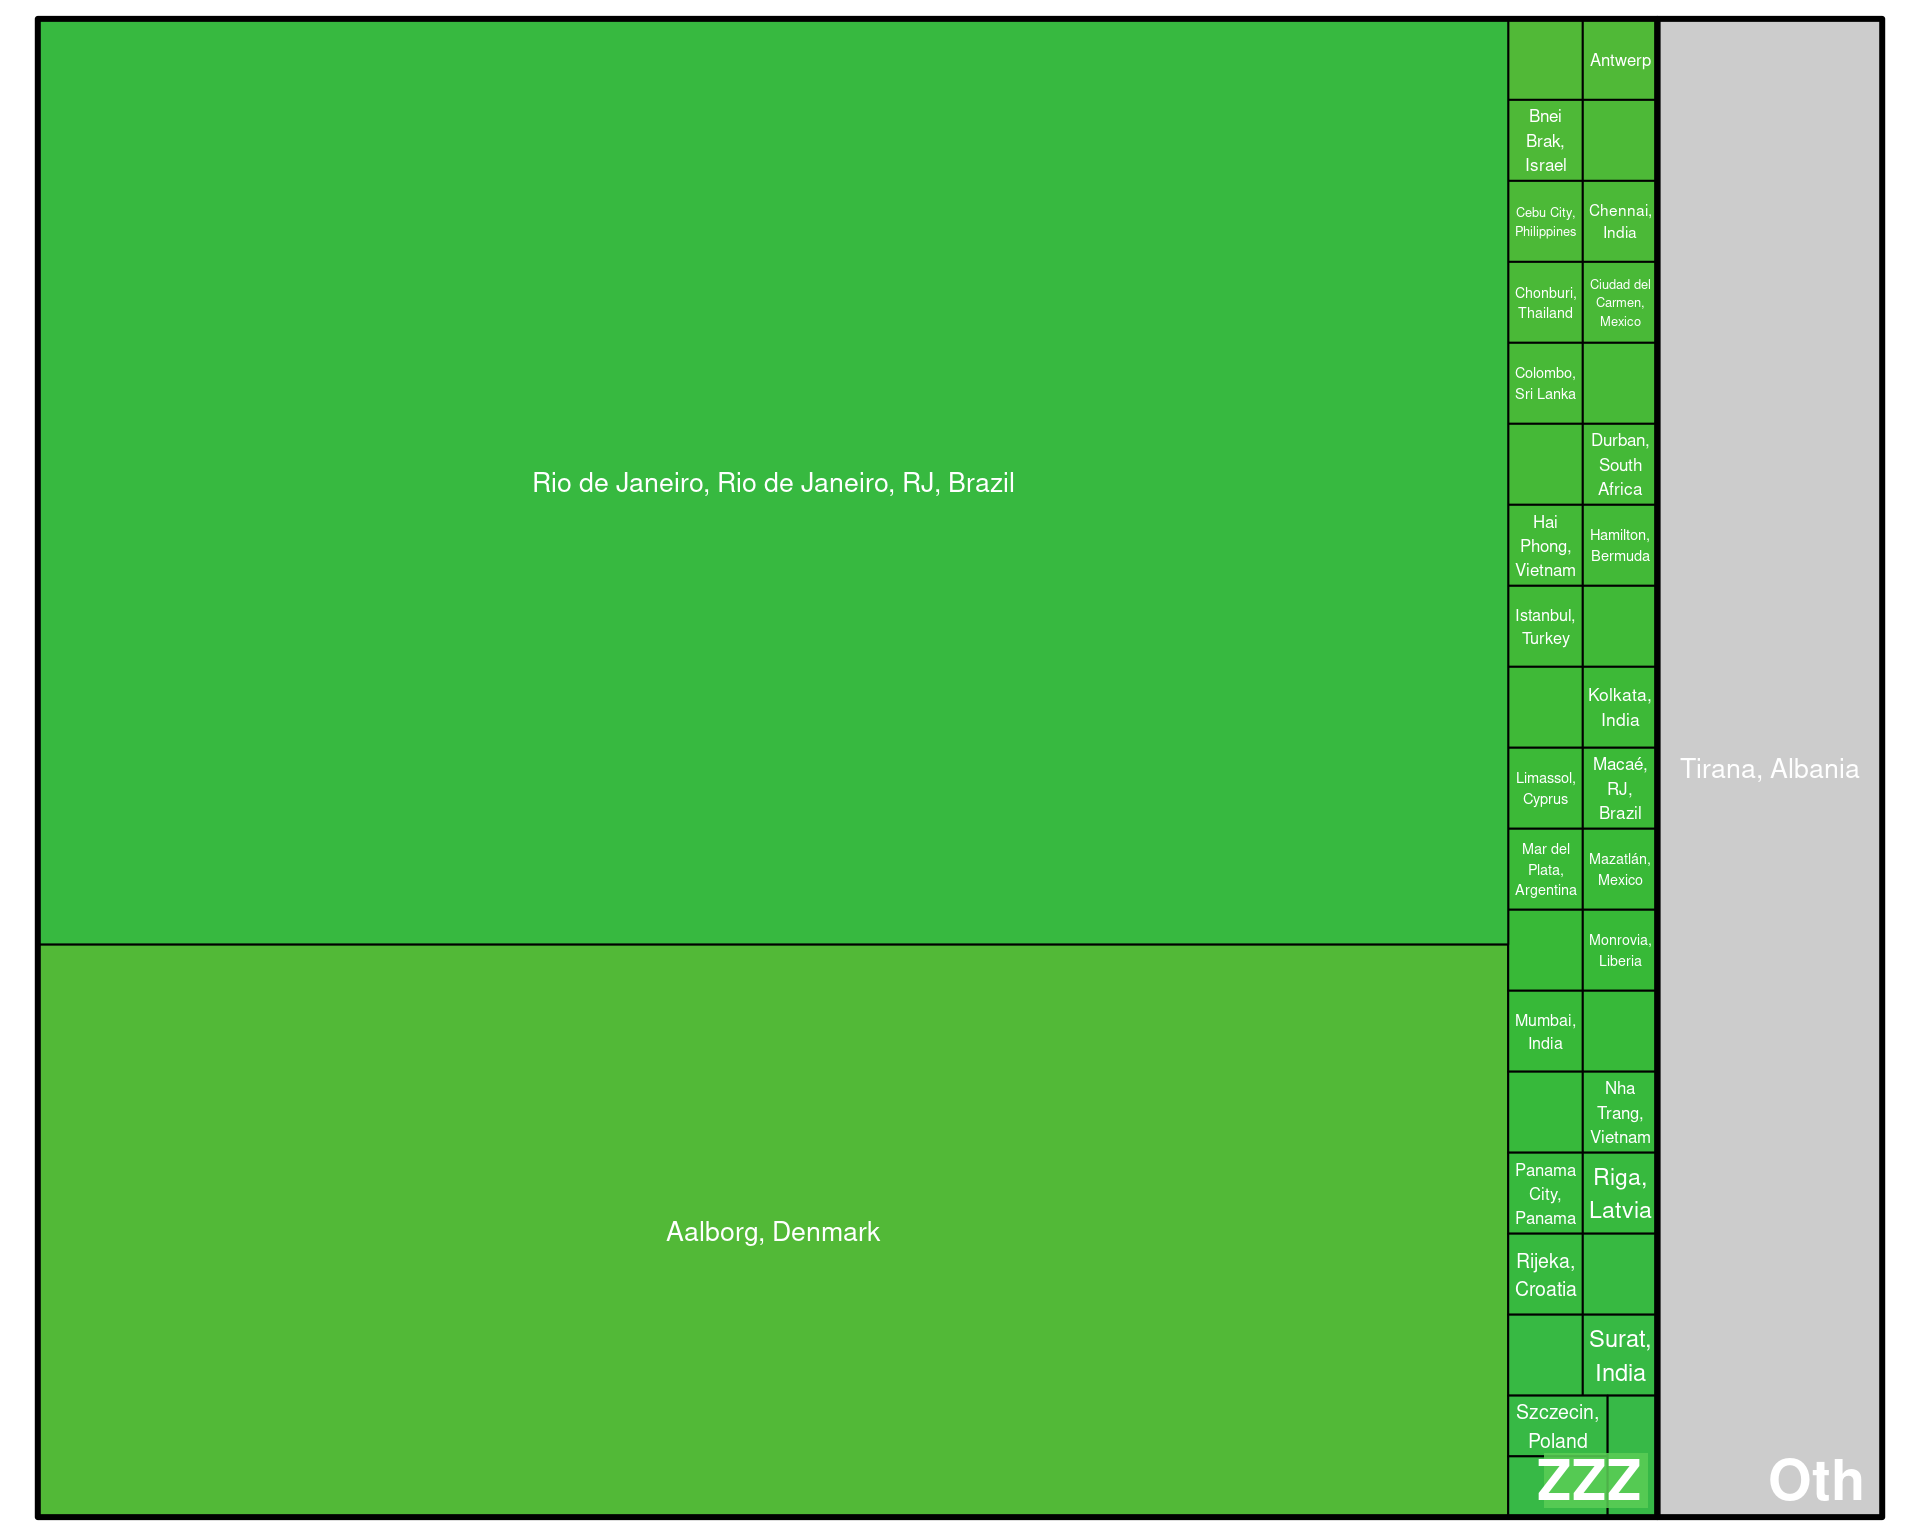 Rio de Janeiro, Rio de Janeiro, RJ, Brazil
Aalborg, Denmark
Antwerp
Bnei
Brak,
Israel
Cebu City,
Philippines
Chennai,
India
Chonburi,
Thailand
Ciudad del
Carmen,
Mexico
Colombo,
Sri Lanka
Durban,
South
Africa
Hai
Phong,
Vietnam
Hamilton,
Bermuda
Istanbul,
Turkey
Kolkata,
India
Limassol,
Cyprus
Macaé,
RJ,
Brazil
Mar del
Plata,
Argentina
Mazatlán,
Mexico
Monrovia,
Liberia
Mumbai,
India
Nha
Trang,
Vietnam
Panama
City,
Panama
Riga,
Latvia
Rijeka,
Croatia
Surat,
India
Szczecin,
Poland
ZZZ
Tirana, Albania
Oth